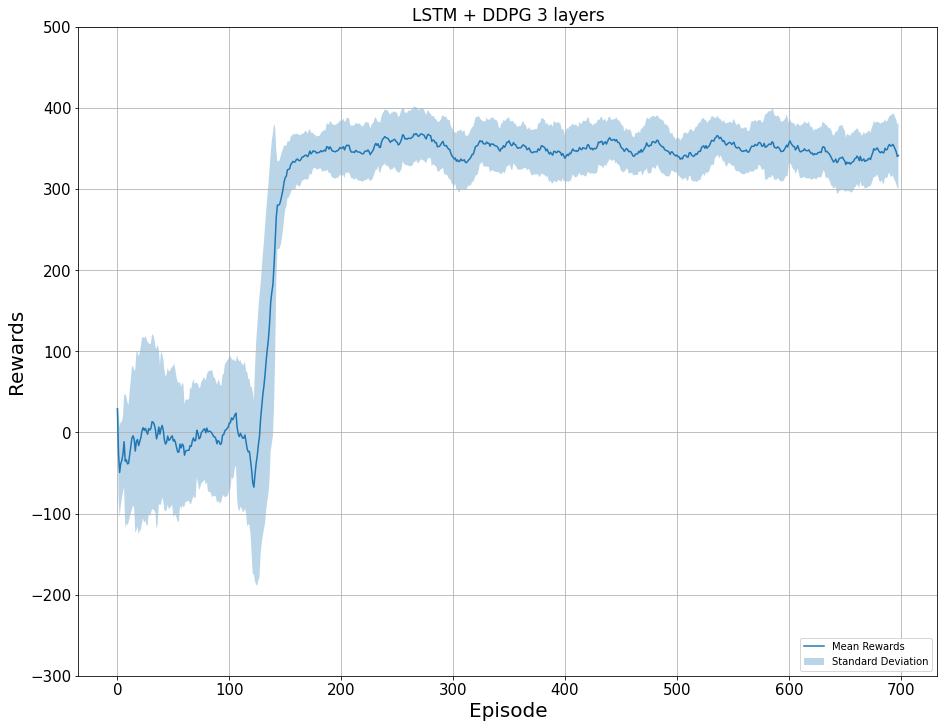 LSTM + DDPG 3 layers
500
400
300
200
100
0
−100
−200
−300
Rewards
0 100 200 300 400 500 600 700
Episode
Mean Rewards
Standard Deviation